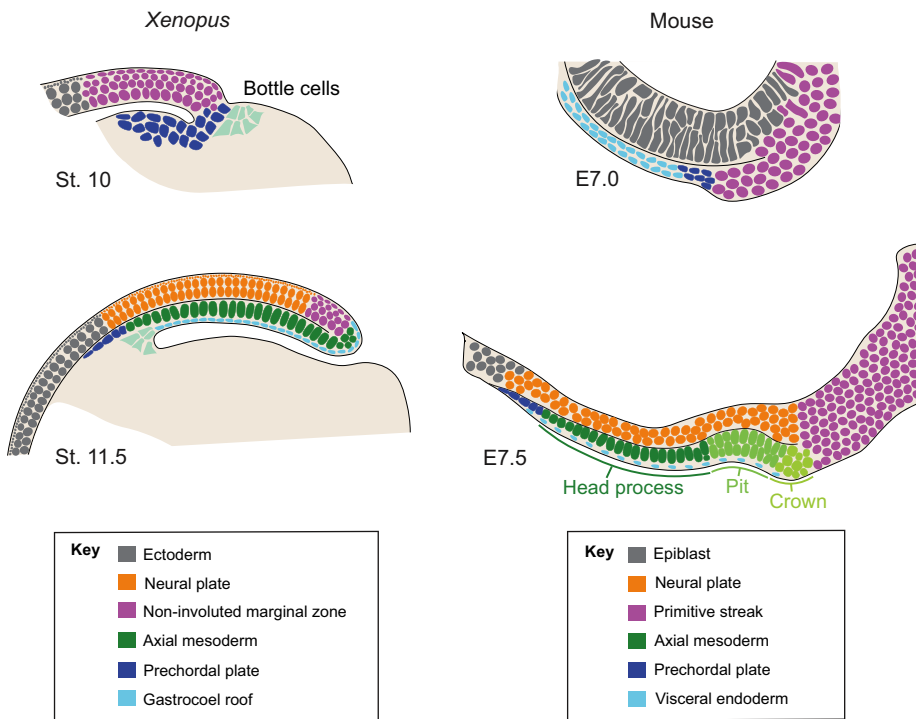 Xenopus
Mouse
Bottle cells
St. 10
E7.0
St. 11.5
E7.5
Head process
Pit
Crown
Key
Ectoderm
Neural plate
Non-involuted marginal zone
Axial mesoderm
Prechordal plate
Gastrocoel roof
Key
Epiblast
Neural plate
Primitive streak
Axial mesoderm
Prechordal plate
Visceral endoderm